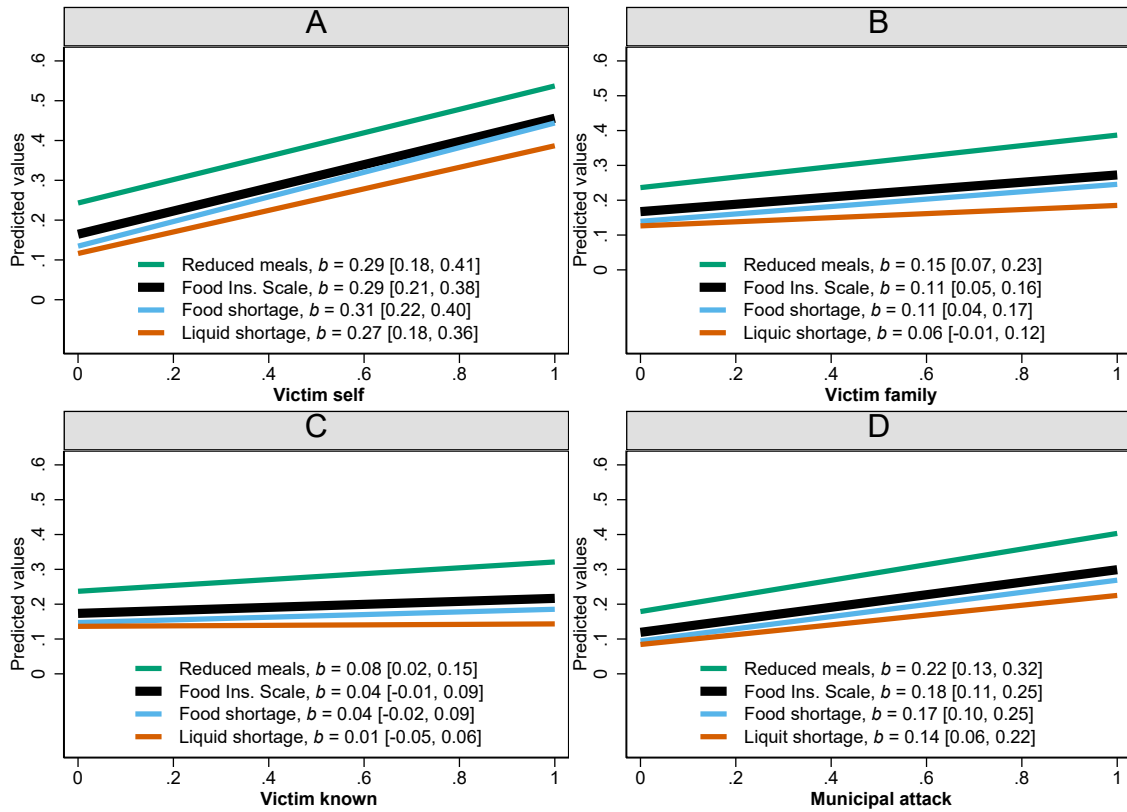 A
Predicted values
.6
.5
.4
.3
.2
.1
0
Reduced meals, b = 0.29 [0.18, 0.41]
Food Ins. Scale, b = 0.29 [0.21, 0.38]
Food shortage, b = 0.31 [0.22, 0.40]
Liquid shortage, b = 0.27 [0.18, 0.36]
0 .2 .4 .6 .8 1
Victim self
B
Predicted values
.6
.5
.4
.3
.2
.1
0
Reduced meals, b = 0.15 [0.07, 0.23]
Food Ins. Scale, b = 0.11 [0.05, 0.16]
Food shortage, b = 0.11 [0.04, 0.17]
Liquic shortage, b = 0.06 [-0.01, 0.12]
0 .2 .4 .6 .8 1
Victim family
C
Predicted values
.6
.5
.4
.3
.2
.1
0
Reduced meals, b = 0.08 [0.02, 0.15]
Food Ins. Scale, b = 0.04 [-0.01, 0.09]
Food shortage, b = 0.04 [-0.02, 0.09]
Liquid shortage, b = 0.01 [-0.05, 0.06]
0 .2 .4 .6 .8 1
Victim known
D
Predicted values
.6
.5
.4
.3
.2
.1
0
Reduced meals, b = 0.22 [0.13, 0.32]
Food Ins. Scale, b = 0.18 [0.11, 0.25]
Food shortage, b = 0.17 [0.10, 0.25]
Liquit shortage, b = 0.14 [0.06, 0.22]
0 .2 .4 .6 .8 1
Municipal attack